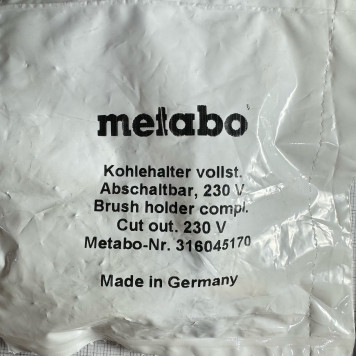 metabo
Kohlehalter vollst.
Abschaltbar, 230 V
Brush holder compl.
Cut out. 230 V
Metabo-Nr. 316045170
Made in Germany